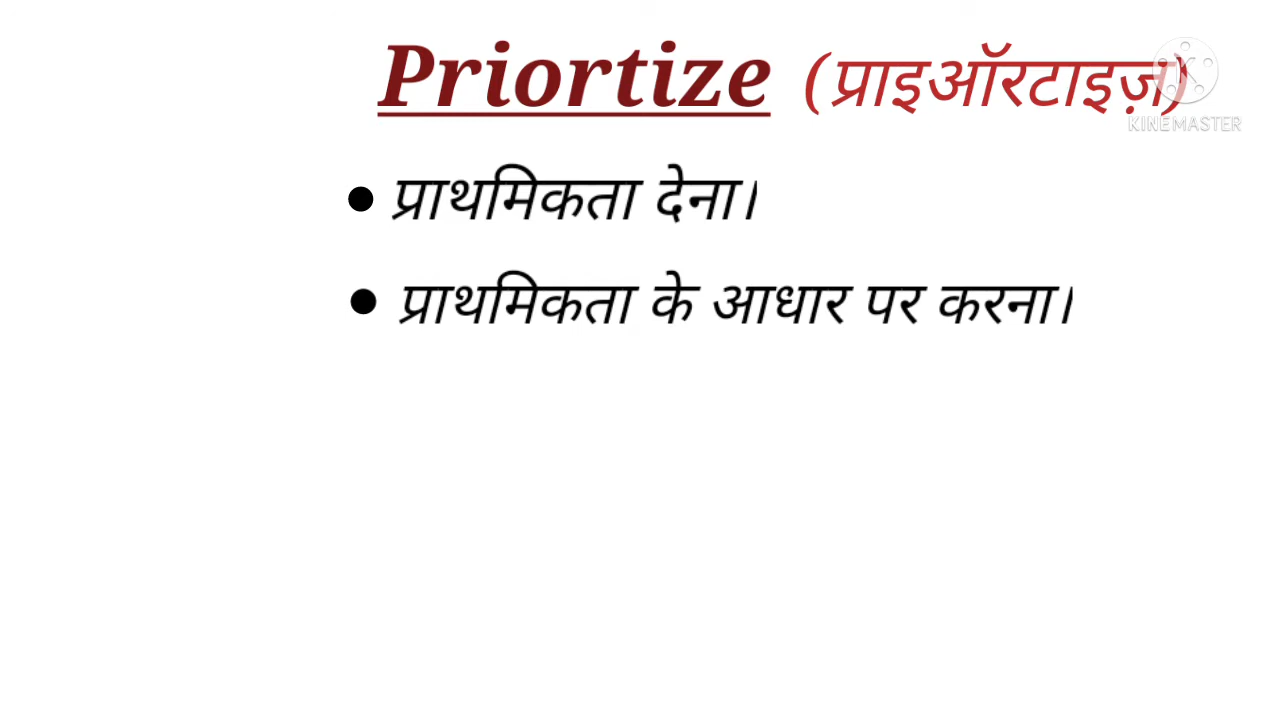 Priortize (प्राइऑरटाइज़)
KINEMASTER
• प्राथमिकता देना।
• प्राथमिकता के आधार पर करना।